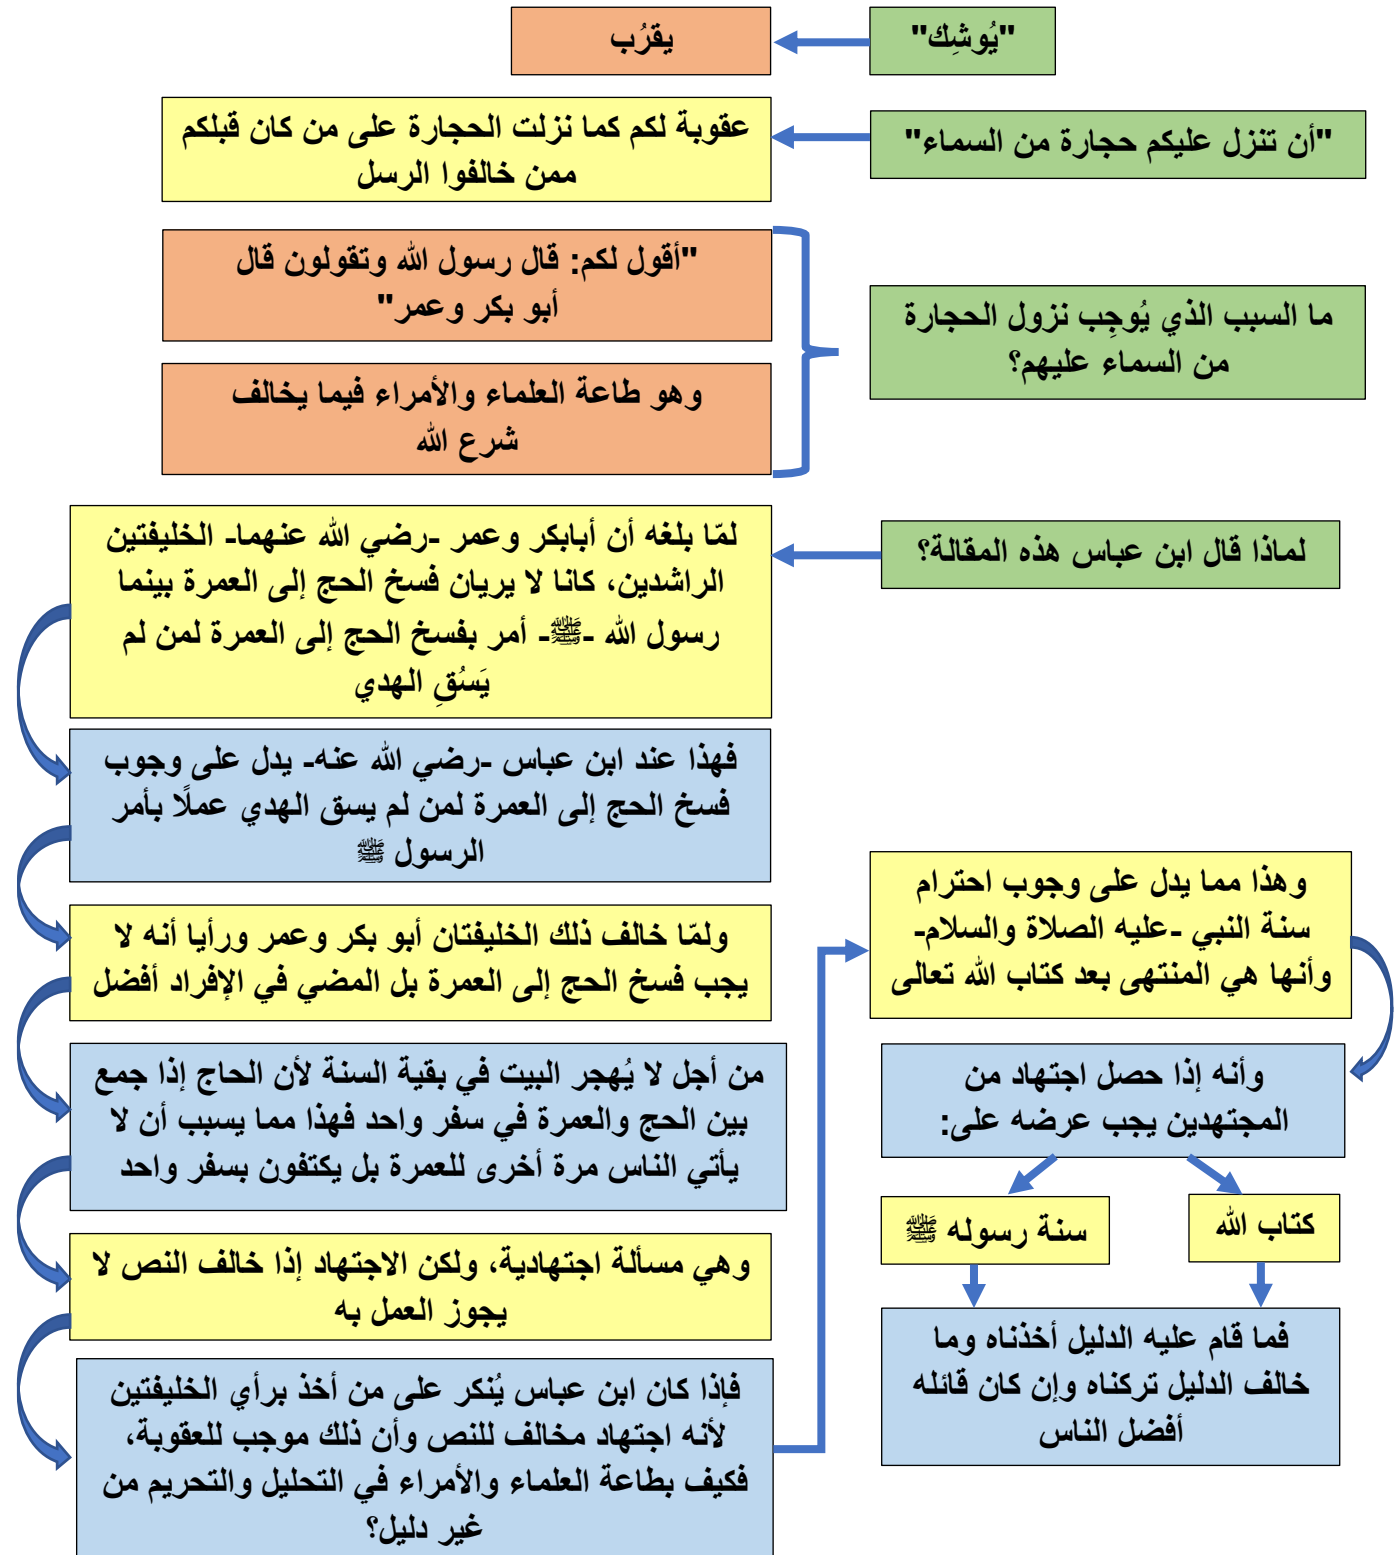 "يُوشِك"
يقرُب
"أن تنزل عليكم حجارة من السماء"
عقوبة لكم كما نزلت الحجارة على من كان قبلكم
ممن خالفوا الرسل
ما السبب الذي يُوجِب نزول الحجارة
من السماء عليهم؟
"أقول لكم: قال رسول الله وتقولون قال
أبو بكر وعمر"
وهو طاعة العلماء والأمراء فيما يخالف
شرع الله
لماذا قال ابن عباس هذه المقالة؟
لمّا بلغه أن أبابكر وعمر -رضي الله عنهما- الخليفتين
الراشدين، كانا لا يريان فسخ الحج إلى العمرة بينما
رسول الله -ﷺ- أمر بفسخ الحج إلى العمرة لمن لم
يَسُقِ الهدي
فهذا عند ابن عباس -رضي الله عنه- يدل على وجوب
فسخ الحج إلى العمرة لمن لم يسق الهدي عملًا بأمر
الرسول ﷺ
ولمّا خالف ذلك الخليفتان أبو بكر وعمر ورأيا أنه لا
يجب فسخ الحج إلى العمرة بل المضي في الإفراد أفضل
من أجل لا يُهجر البيت في بقية السنة لأن الحاج إذا جمع
بين الحج والعمرة في سفر واحد فهذا مما يسبب أن لا
يأتي الناس مرة أخرى للعمرة بل يكتفون بسفر واحد
وهي مسألة اجتهادية، ولكن الاجتهاد إذا خالف النص لا
يجوز العمل به
فإذا كان ابن عباس يُنكر على من أخذ برأي الخليفتين
لأنه اجتهاد مخالف للنص وأن ذلك موجب للعقوبة،
فكيف بطاعة العلماء والأمراء في التحليل والتحريم من
غير دليل؟
وهذا مما يدل على وجوب احترام
سنة النبي -عليه الصلاة والسلام-
وأنها هي المنتهى بعد كتاب الله تعالى
وأنه إذا حصل اجتهاد من
المجتهدين يجب عرضه على:
كتاب الله
سنة رسوله ﷺ
فما قام عليه الدليل أخذناه وما
خالف الدليل تركناه وإن كان قائله
أفضل الناس